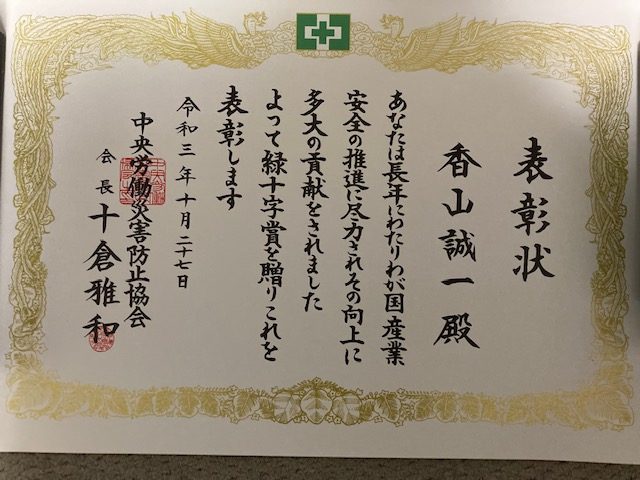 表彰状
香山誠一殿
あなたは長年にわたりわが国産業
安全の推進に尽力されその向上に
多大の貢献をされました
よって緑十字賞を贈りこれを
表彰します
令和三年十月二十七日
中央労働災害防止協会
会長 十倉雅和